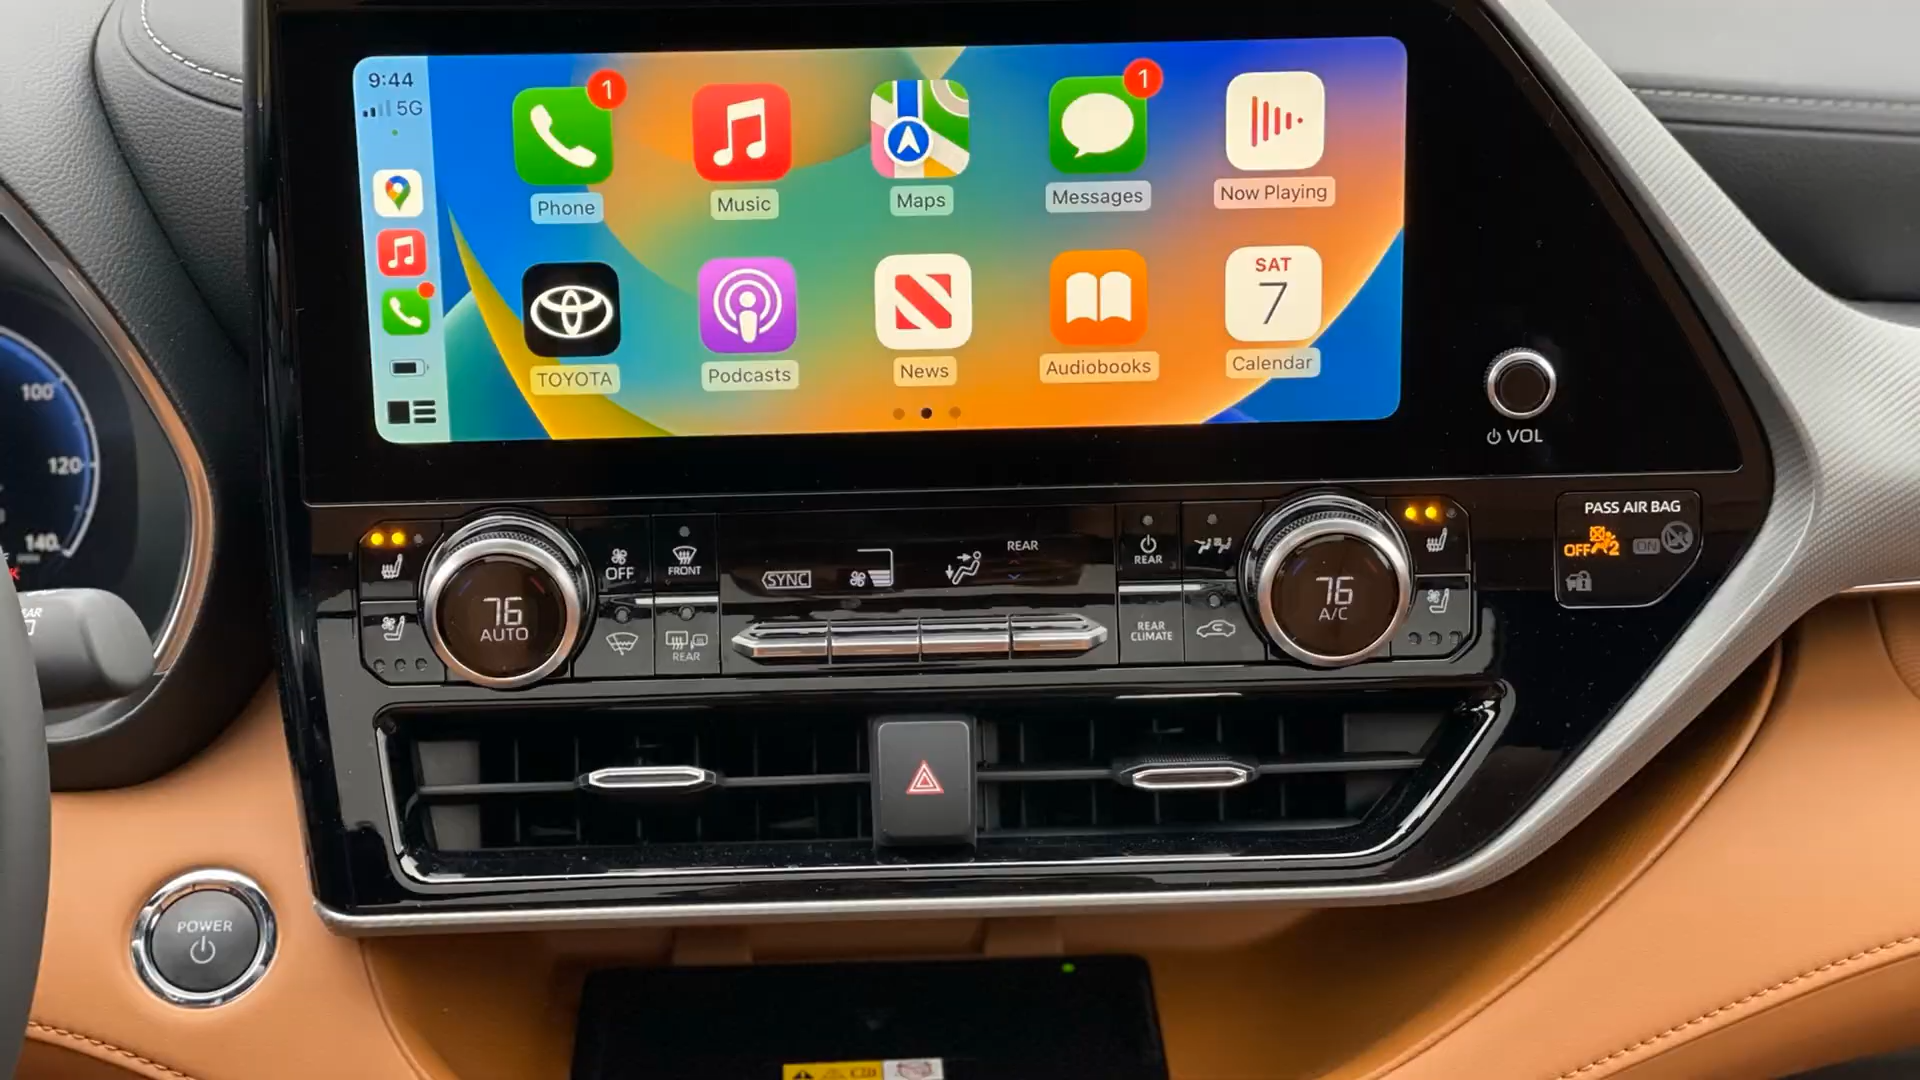 9:44
5G
1
1
Phone
Music
Maps
Messages
Now Playing
SAT
7
TOYOTA
Podcasts
News
Audiobooks
Calendar
VOL
100
120
140
OFF
FRONT
SYNC
REAR
REAR
PASS AIR BAG
OFF
2
ON
76
AUTO
76
A/C
REAR
REAR
CLIMATE
POWER